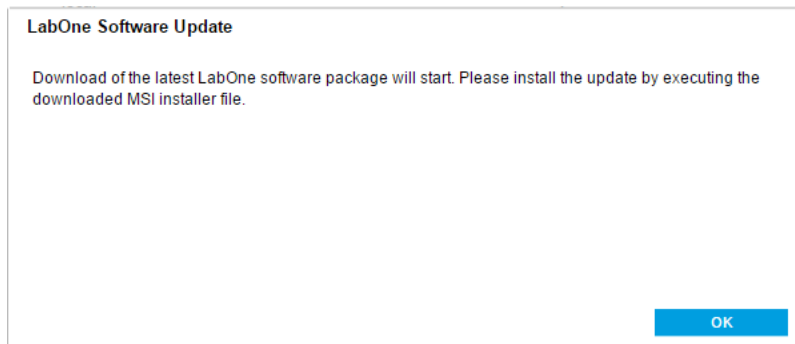 LabOne Software Update
Download of the latest LabOne software package will start. Please install the update by executing the
downloaded MSI installer file.
OK